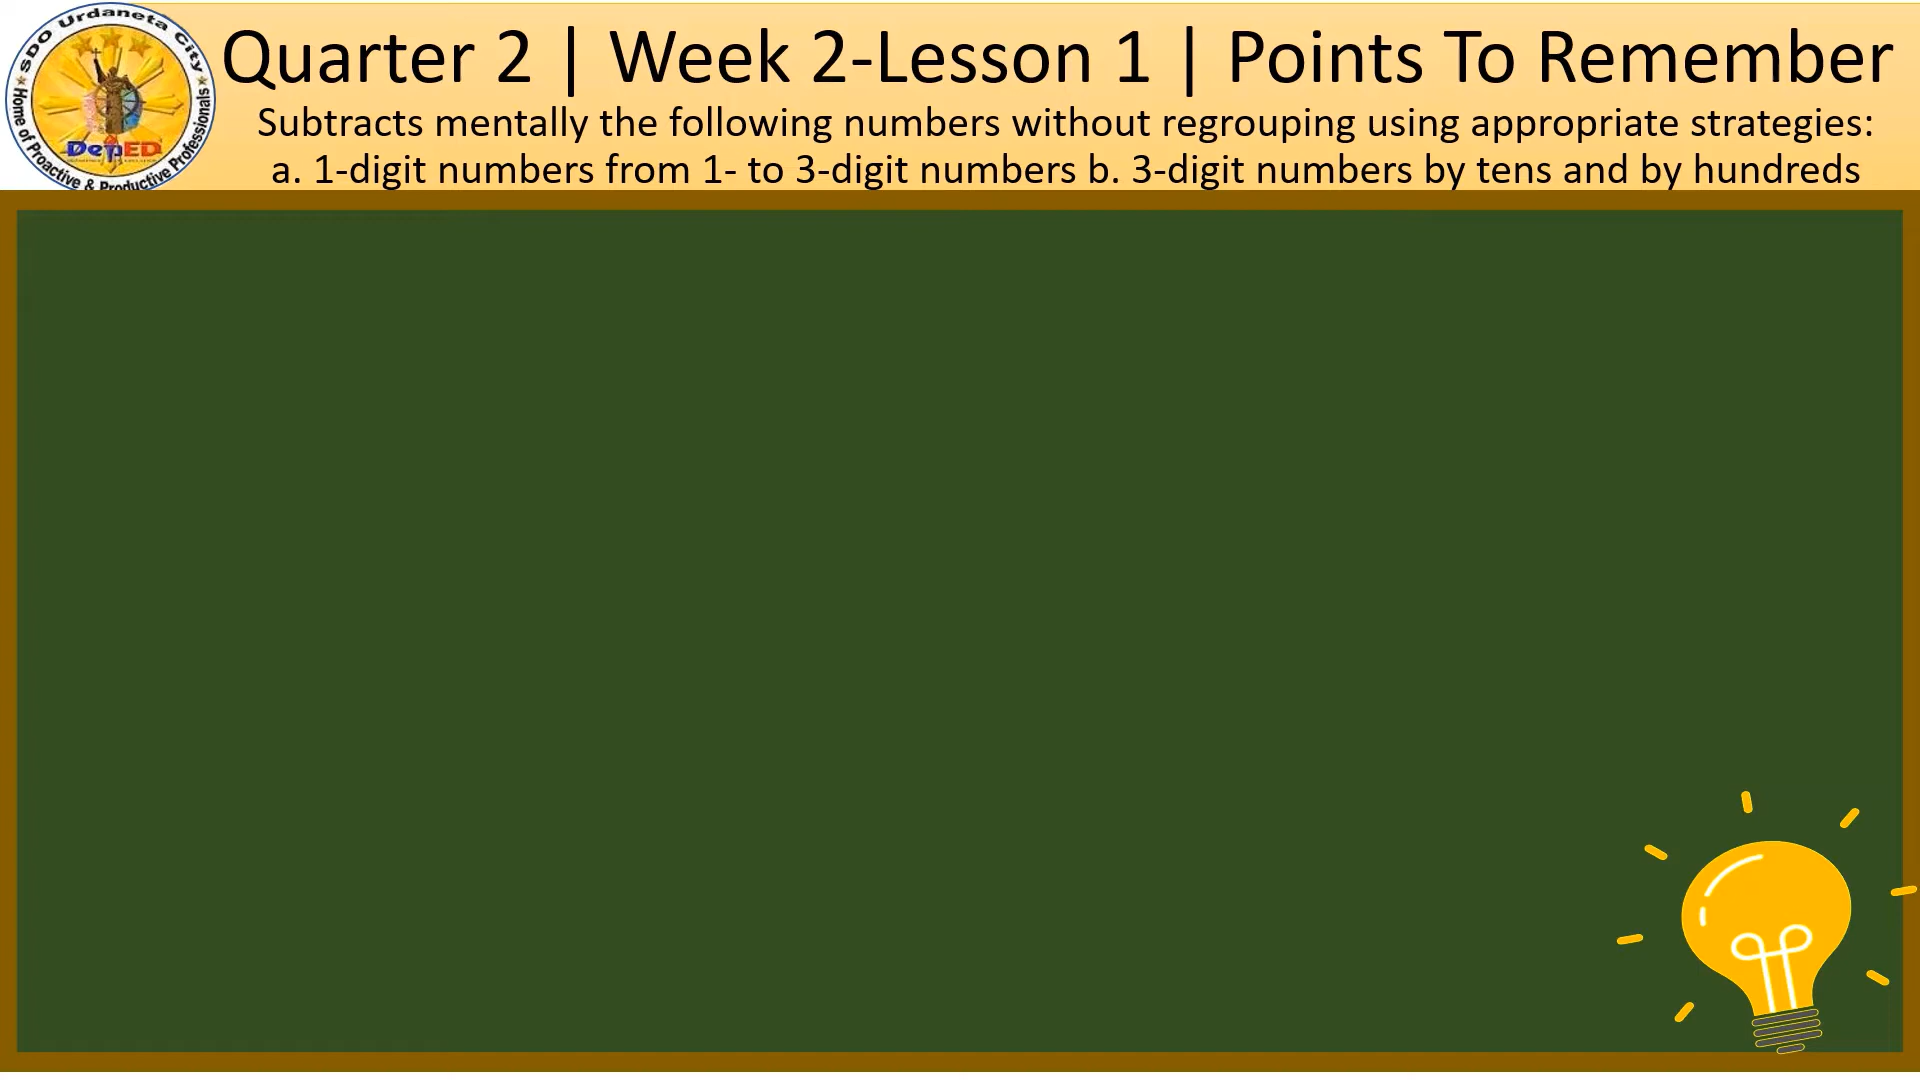 SDO Urdaneta City
Home of Proactive & Productive Professionals
DepED
Quarter 2 | Week 2-Lesson 1 | Points To Remember
Subtracts mentally the following numbers without regrouping using appropriate strategies:
a. 1-digit numbers from 1- to 3-digit numbers b. 3-digit numbers by tens and by hundreds